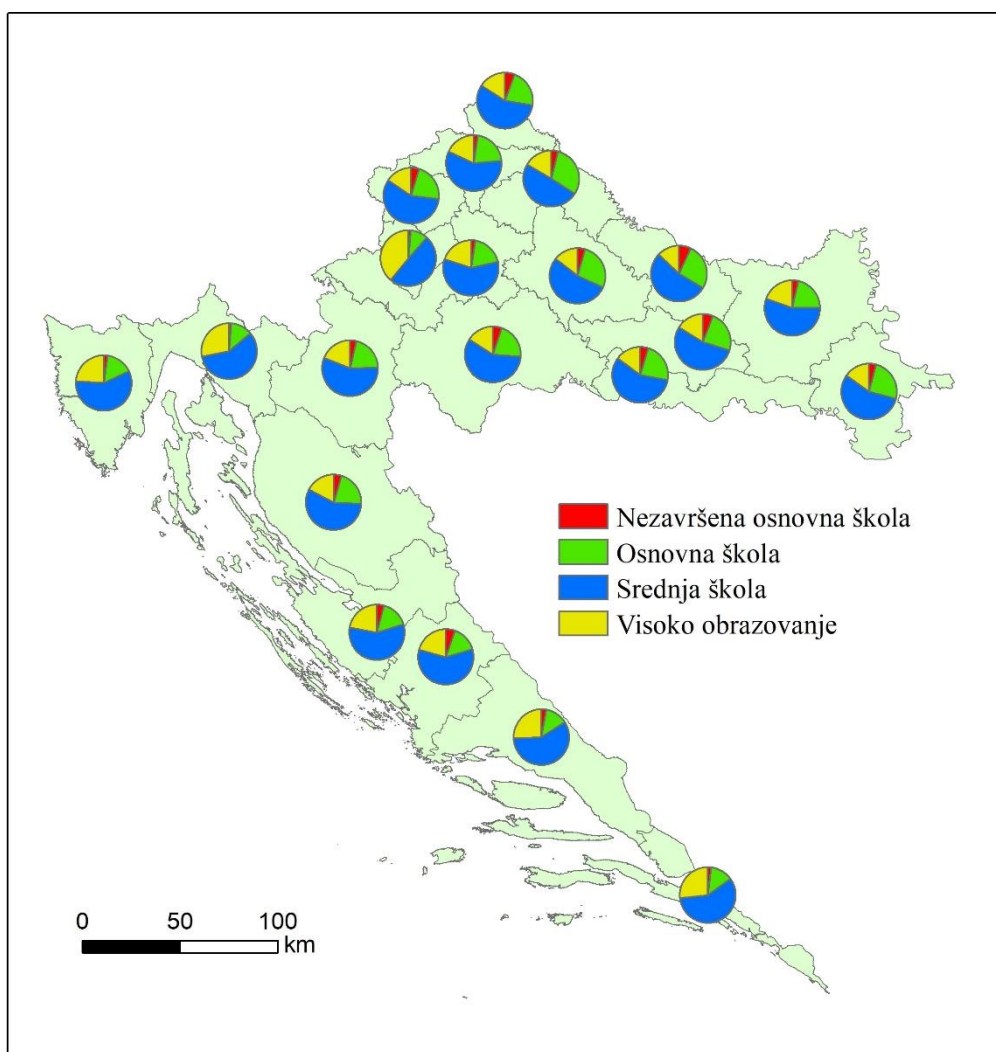 Nezavršena osnovna škola
Osnovna škola
Srednja škola
Visoko obrazovanje
0 50 100
km